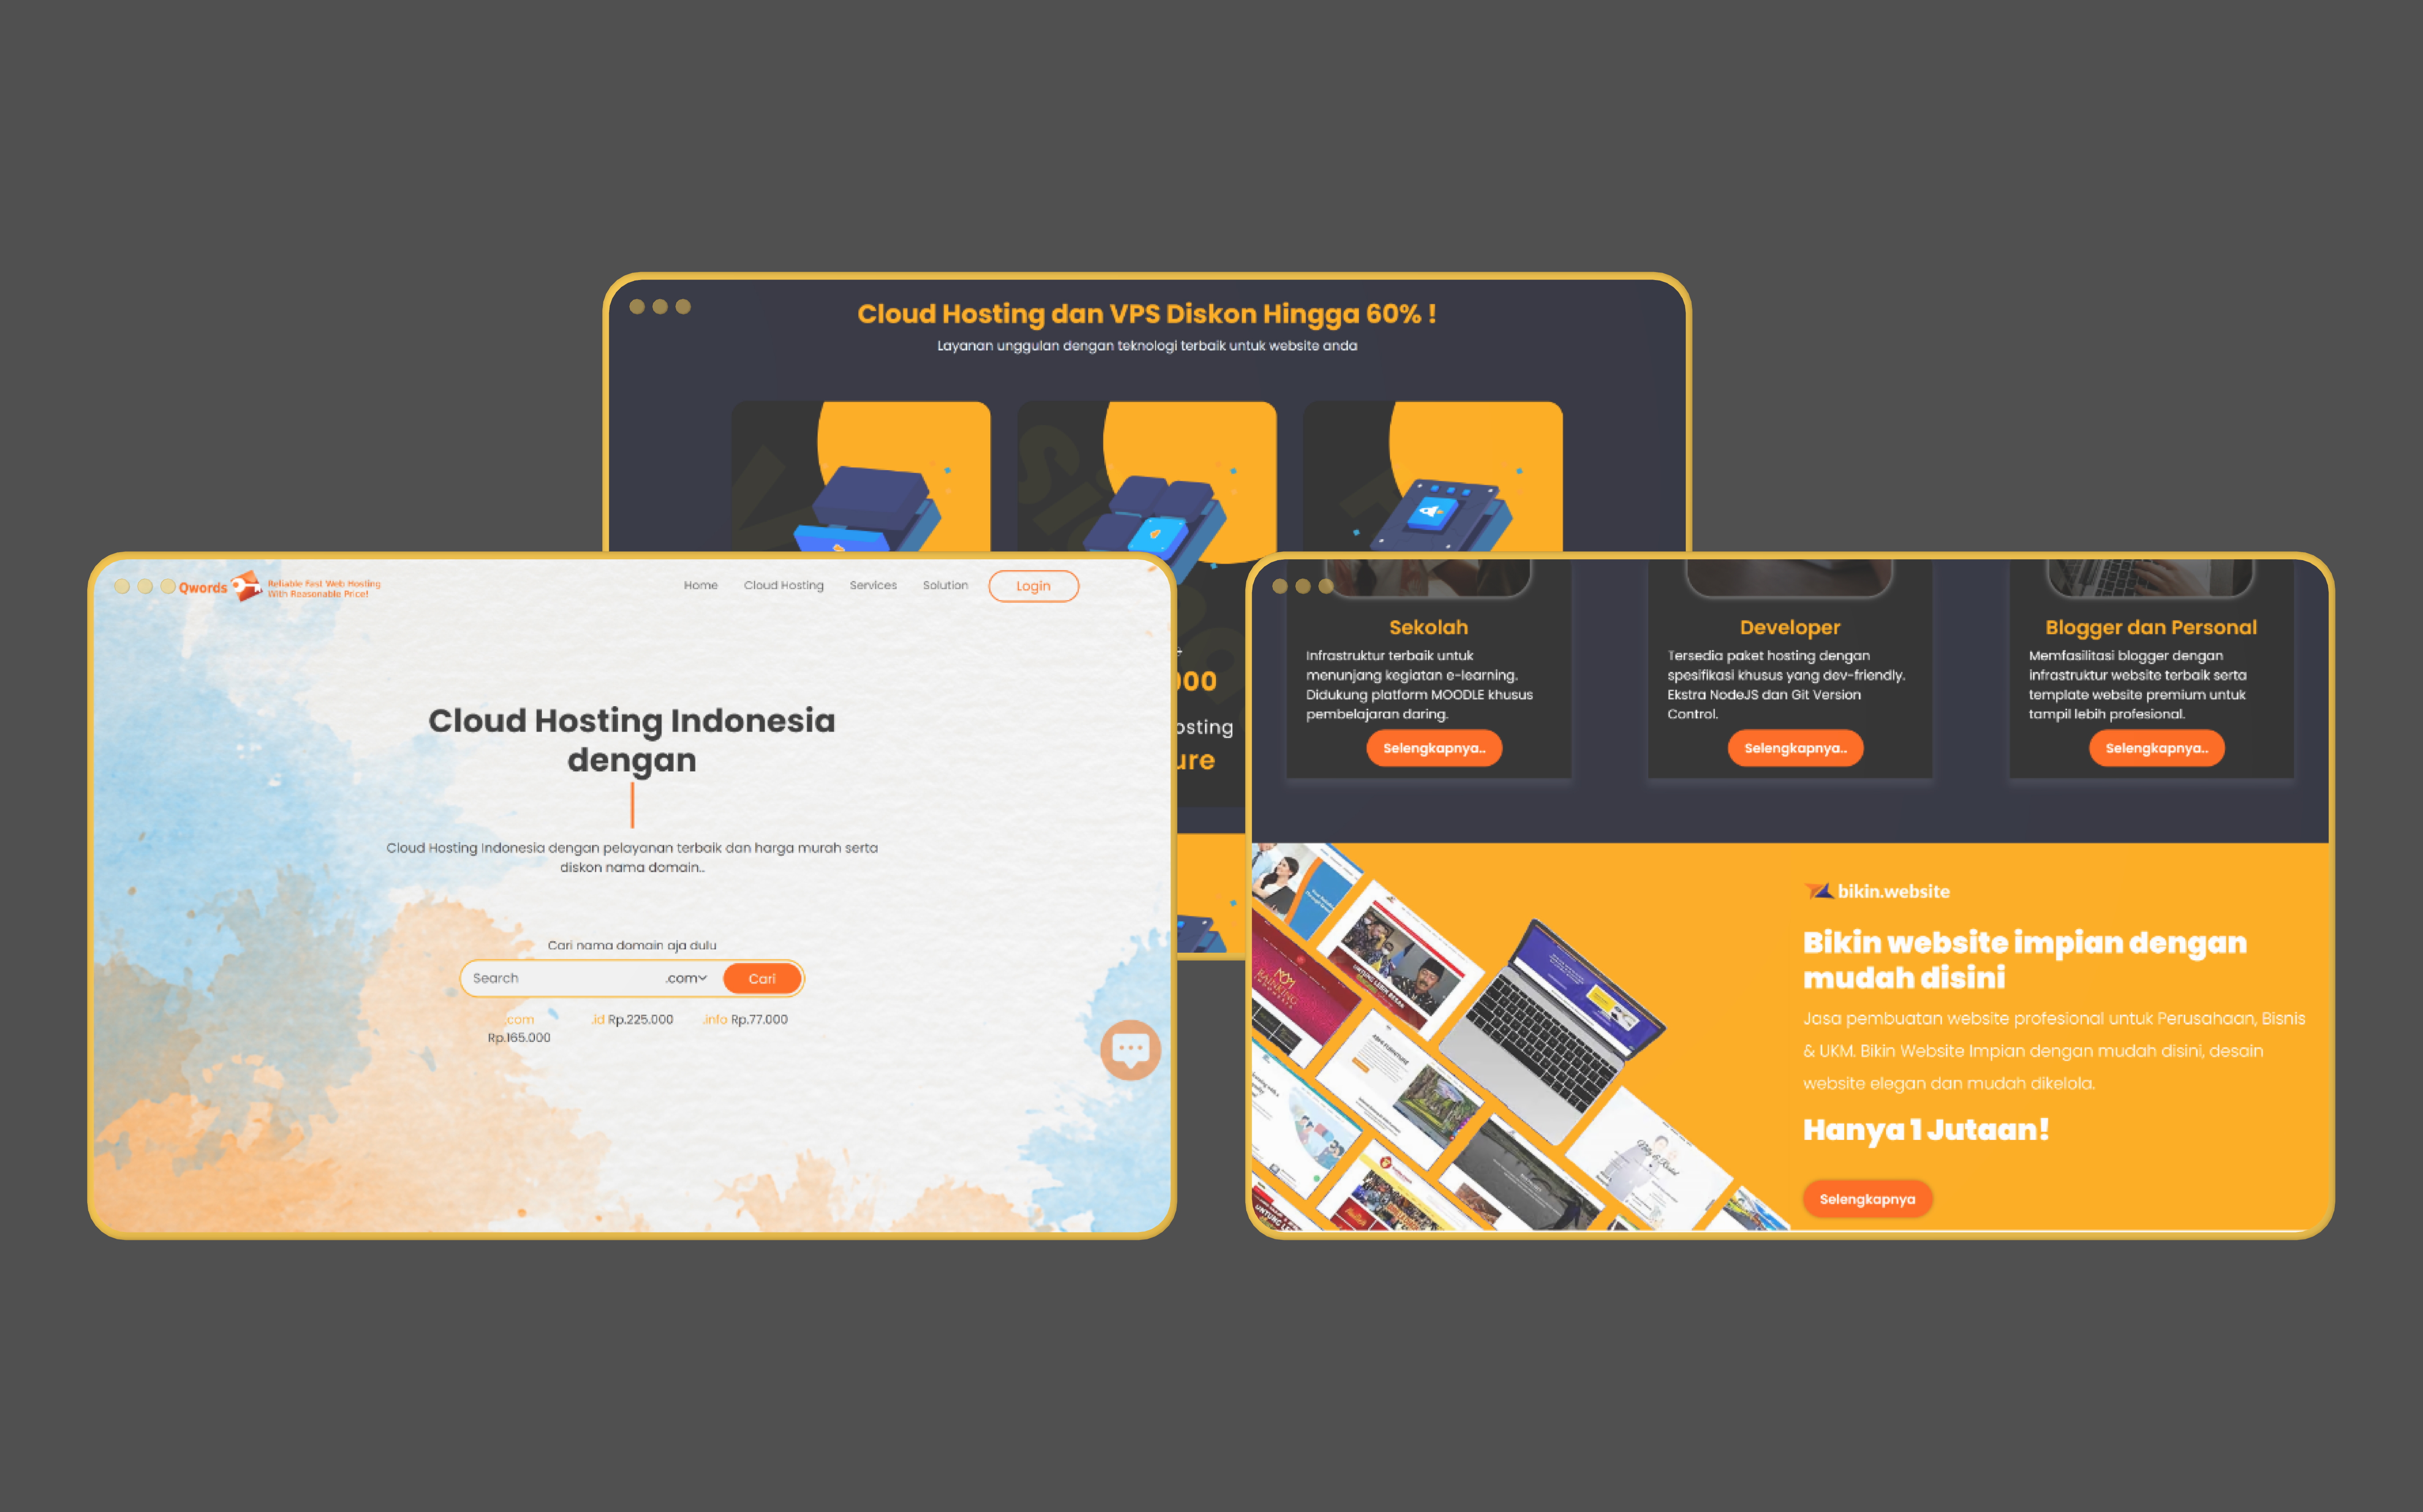 Cloud Hosting dan VPS Diskon Hingga 60% !
Layanan unggulan dengan teknologi terbaik untuk website anda
000
osting
ure
Qwords
Reliable Fast Web Hosting
With Reasonable Price!
Home Cloud Hosting Services Solution Login
Cloud Hosting Indonesia
dengan
Cloud Hosting Indonesia dengan pelayanan terbaik dan harga murah serta
diskon nama domain..
Cari nama domain aja dulu
Search .com Cari
.com
Rp.165.000
.id Rp.225.000
.info Rp.77.000
Sekolah
Infrastruktur terbaik untuk
menunjang kegiatan e-learning.
Didukung platform MOODLE khusus
pembelajaran daring.
Selengkapnya..
Developer
Tersedia paket hosting dengan
spesifikasi khusus yang dev-friendly.
Ekstra NodeJS dan Git Version
Control.
Selengkapnya..
Blogger dan Personal
Memfasilitasi blogger dengan
infrastruktur website terbaik serta
template website premium untuk
tampil lebih profesional.
Selengkapnya..
bikin.website
Bikin website impian dengan
mudah disini
Jasa pembuatan website profesional untuk Perusahaan, Bisnis
& UKM. Bikin Website Impian dengan mudah disini, desain
website elegan dan mudah dikelola.
Hanya 1 Jutaan!
Selengkapnya